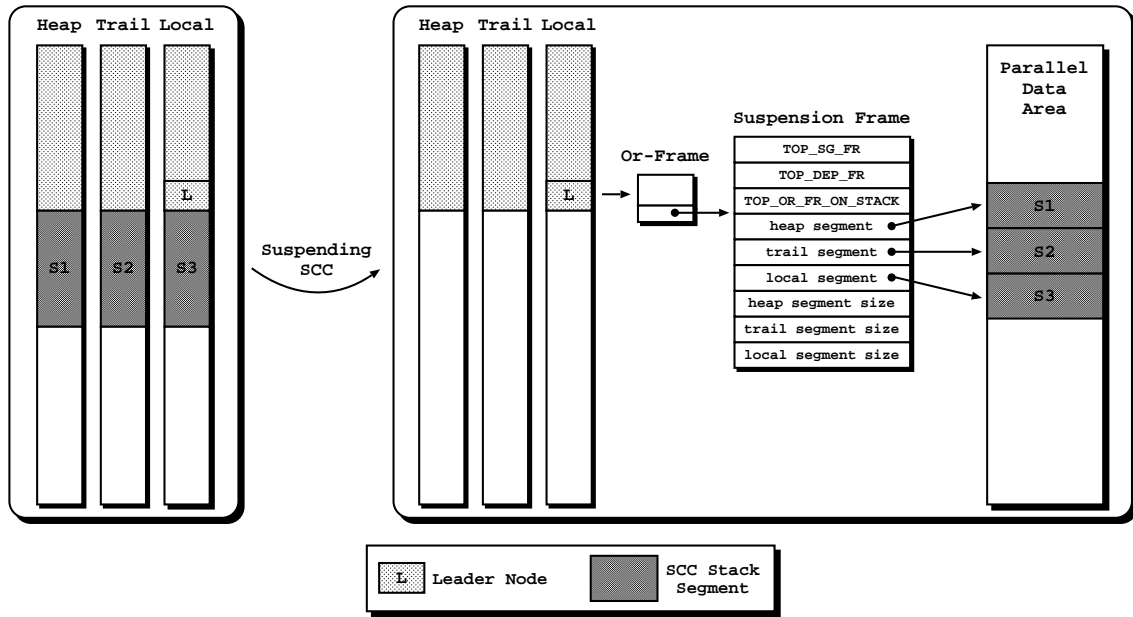 Heap Trail Local
L
S1 S2 S3
Suspending
SCC
Heap Trail Local
L
Or-Frame
Suspension Frame
TOP_SG_FR
TOP_DEP_FR
TOP_OR_FR_ON_STACK
heap segment
trail segment
local segment
heap segment size
trail segment size
local segment size
Parallel
Data
Area
S1
S2
S3
L Leader Node
SCC Stack
Segment